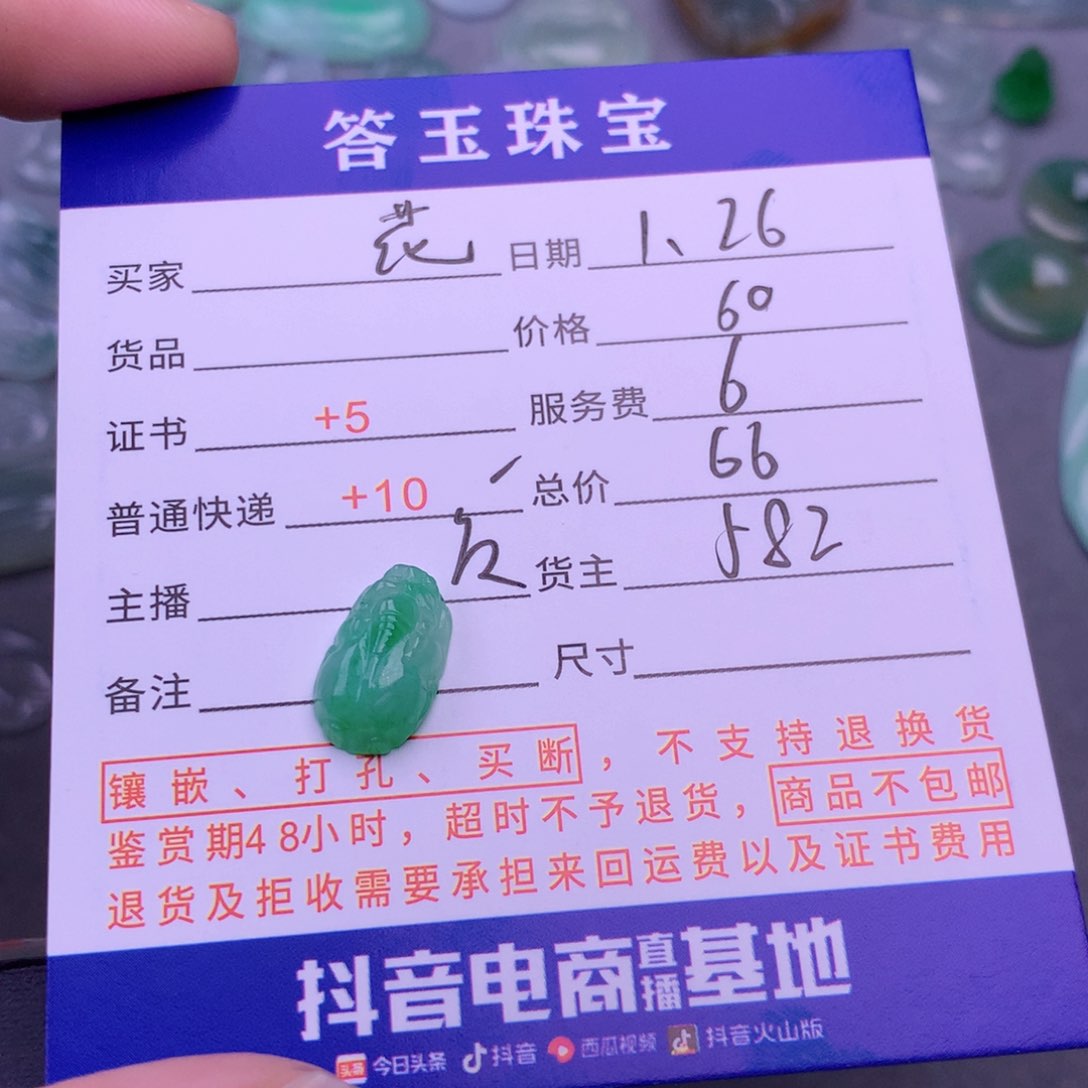 答玉珠宝
买家 花 日期 1、26
货品 价格 60
证书 +5 服务费 6
普通快递 +10 总价 66
主播 货主 582
备注 尺寸
镶嵌、打孔、买断，不支持退换货
鉴赏期48小时，超时不予退货，商品不包邮
退货及拒收需要承担来回运费以及证书费用
抖音电商直播基地
头条 今日头条 抖音 西瓜视频 抖音火山版